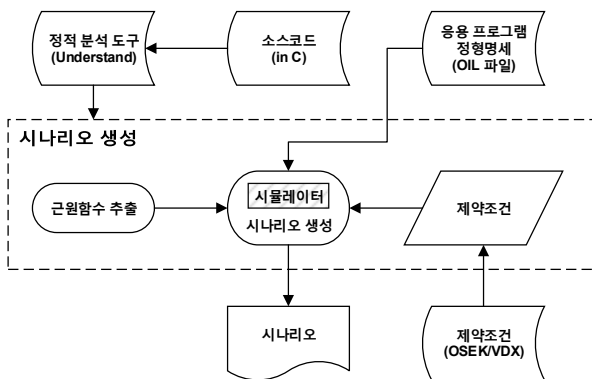 정적 분석 도구
(Understand)
소스코드
(in C)
응용 프로그램
정형명세
(OIL 파일)
시나리오 생성
근원함수 추출
시뮬레이터
시나리오 생성
제약조건
시나리오
제약조건
(OSEK/VDX)